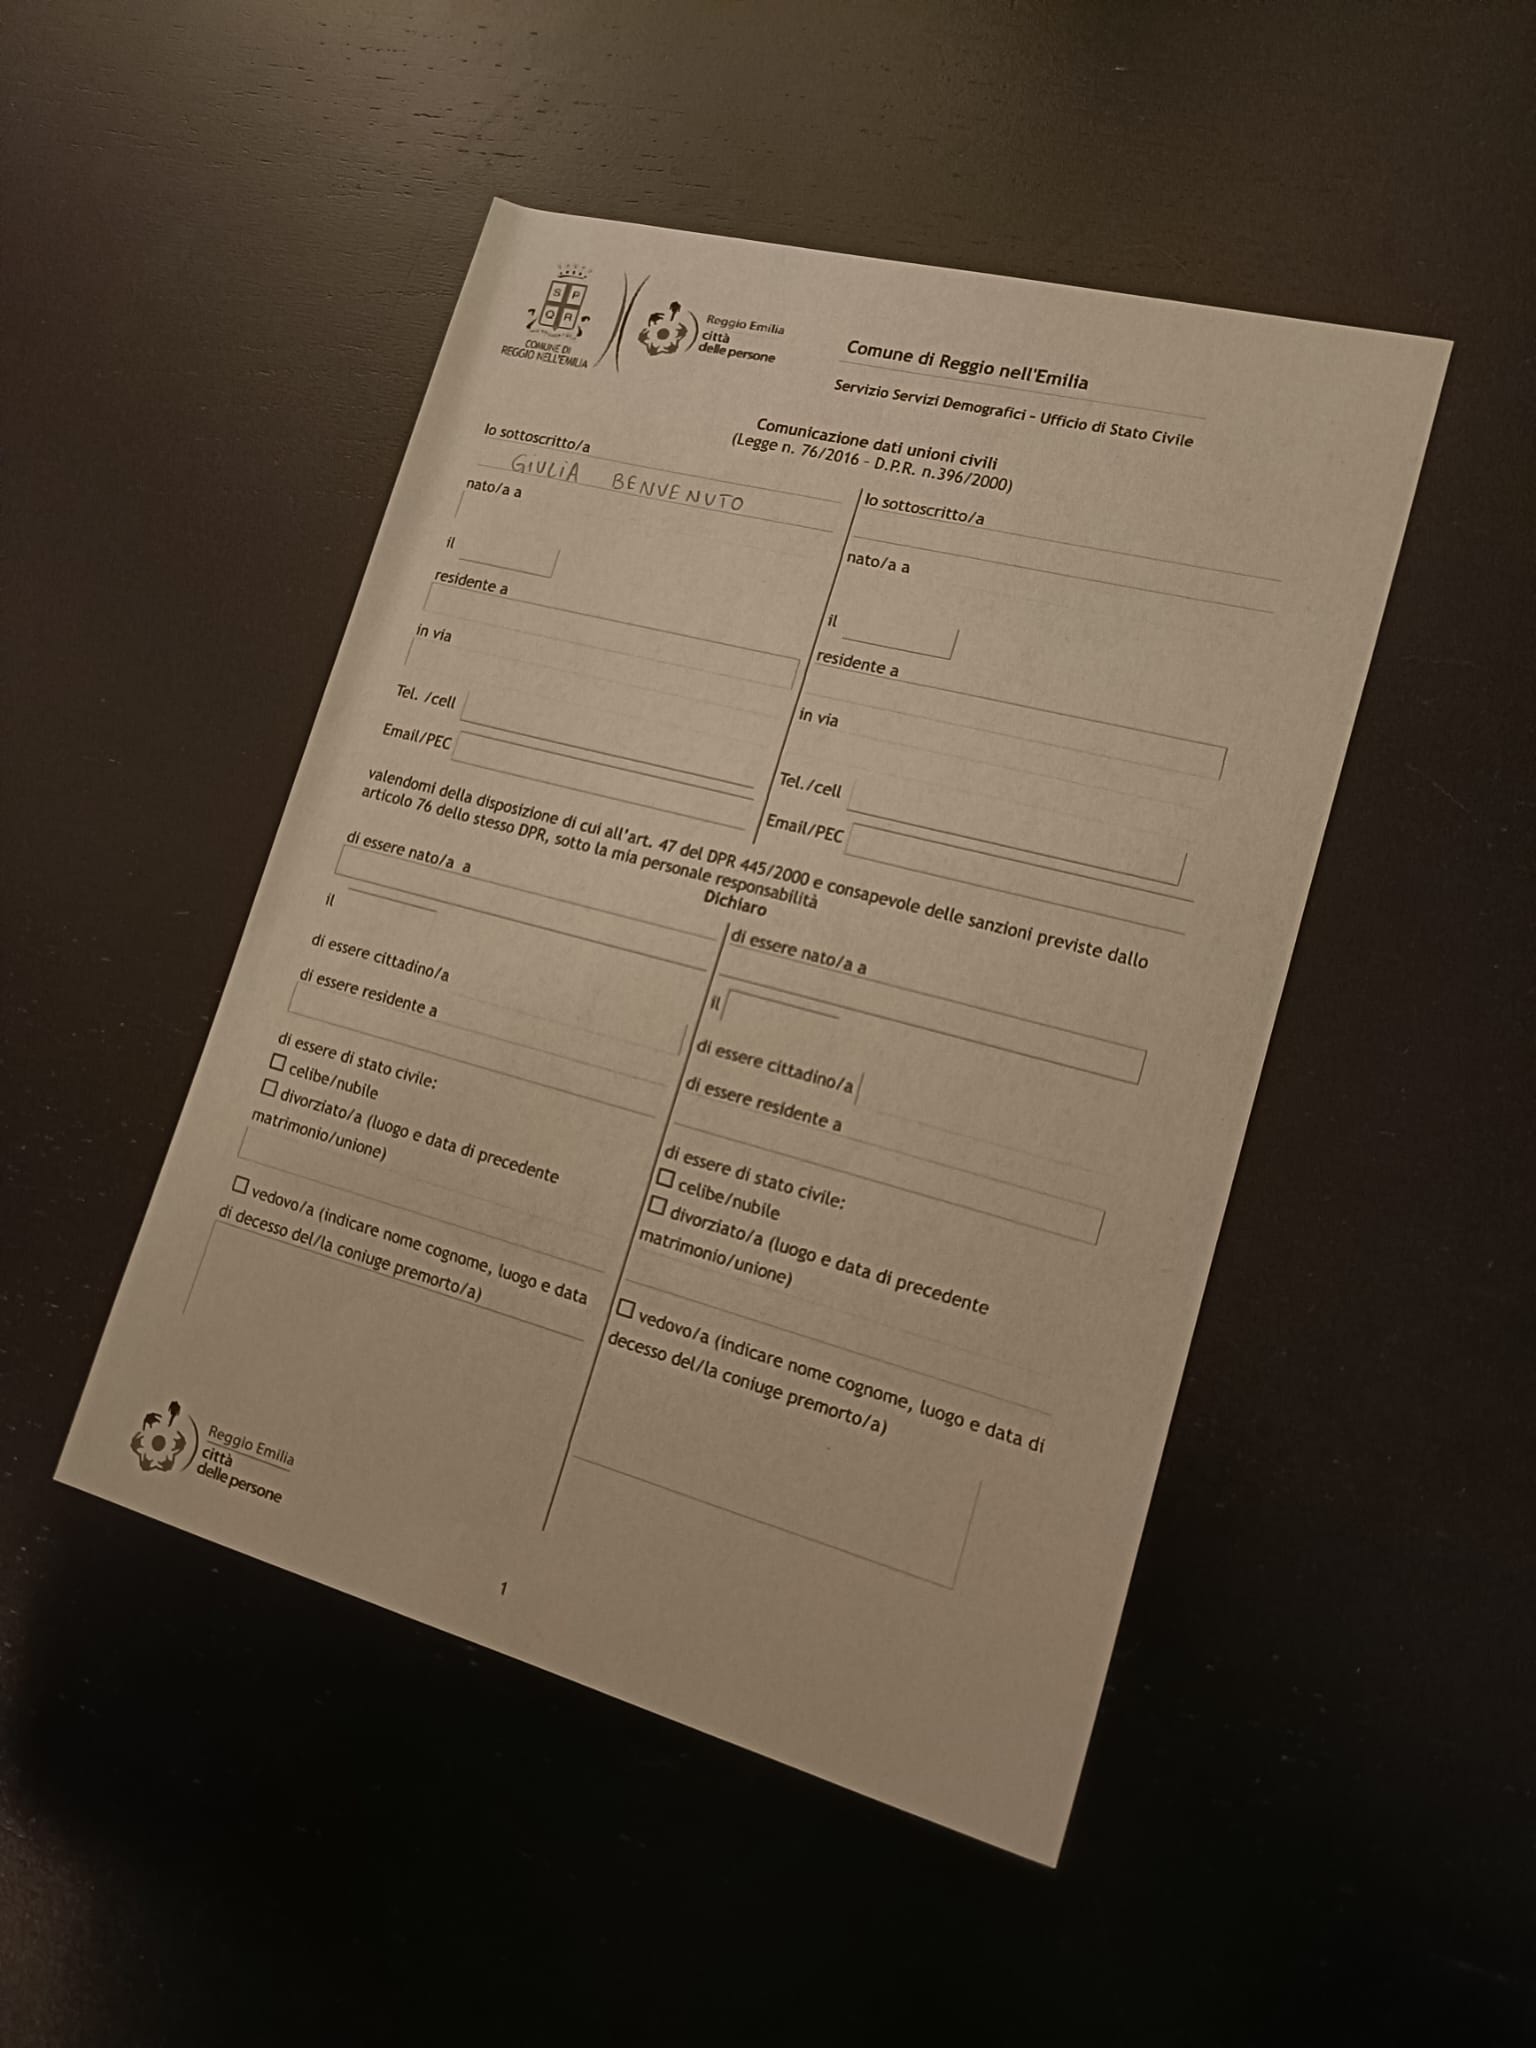 S P
Q R
COMUNE DI
REGGIO NELL'EMILIA
Reggio Emilia
città
delle persone
Comune di Reggio nell'Emilia
Servizio Servizi Demografici - Ufficio di Stato Civile
Comunicazione dati unioni civili
(Legge n. 76/2016 - D.P.R. n.396/2000)
Io sottoscritto/a
GIULIA BENVENUTO
nato/a a
il
residente a
in via
Tel. /cell
Email/PEC
Io sottoscritto/a
nato/a a
il
residente a
in via
Tel./cell
Email/PEC
valendomi della disposizione di cui all'art. 47 del DPR 445/2000 e consapevole delle sanzioni previste dallo
articolo 76 dello stesso DPR, sotto la mia personale responsabilità
Dichiaro
di essere nato/a a
il
di essere cittadino/a
di essere residente a
di essere di stato civile:
celibe/nubile
divorziato/a (luogo e data di precedente
matrimonio/unione)
vedovo/a (indicare nome cognome, luogo e data
di decesso del/la coniuge premorto/a)
di essere nato/a a
il
di essere cittadino/a
di essere residente a
di essere di stato civile:
celibe/nubile
divorziato/a (luogo e data di precedente
matrimonio/unione)
vedovo/a (indicare nome cognome, luogo e data di
decesso del/la coniuge premorto/a)
Reggio Emilia
città
delle persone
1